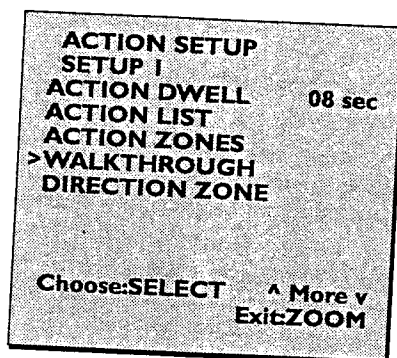 ACTION SETUP
SETUP I
ACTION DWELL 08 sec
ACTION LIST
ACTION ZONES
>WALKTHROUGH
DIRECTION ZONE
Choose:SELECT ^ More v
Exit:ZOOM